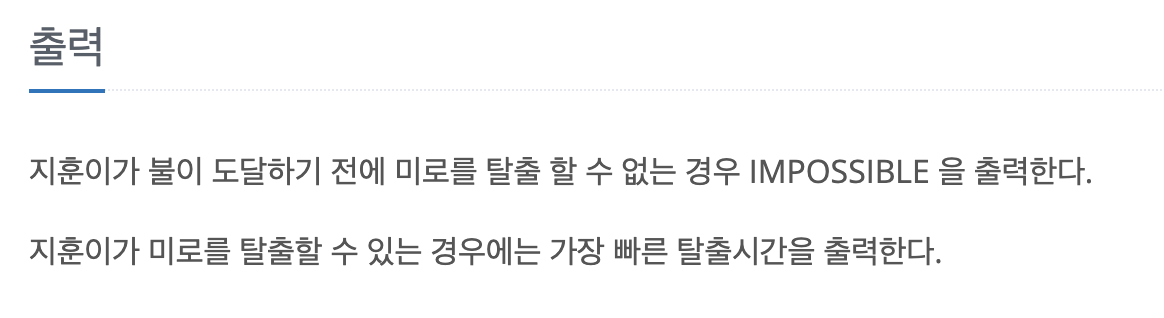 출력
지훈이가 불이 도달하기 전에 미로를 탈출 할 수 없는 경우 IMPOSSIBLE 을 출력한다.
지훈이가 미로를 탈출할 수 있는 경우에는 가장 빠른 탈출시간을 출력한다.